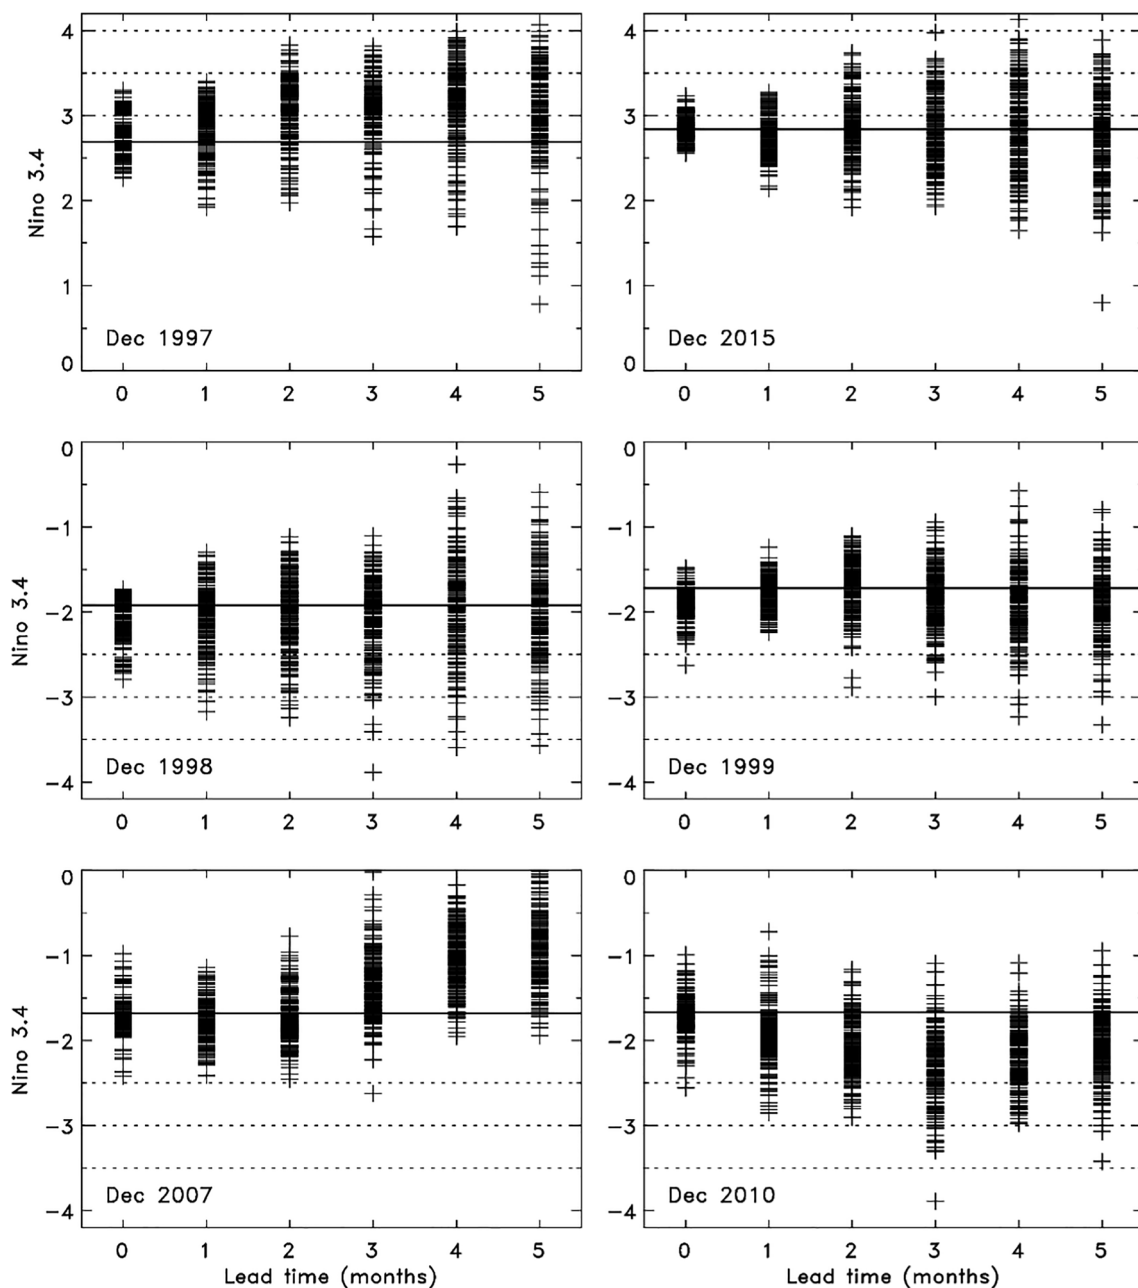 4 4
3 3
Nino 3.4
2 2
1 1
Dec 1997 Dec 2015
0 0
0 1 2 3 4 5 0 1 2 3 4 5
0 0
-1 -1
Nino 3.4
-2 -2
-3 -3
Dec 1998 Dec 1999
-4 -4
0 1 2 3 4 5 0 1 2 3 4 5
0 0
-1 -1
Nino 3.4
-2 -2
-3 -3
Dec 2007 Dec 2010
-4 -4
0 1 2 3 4 5 0 1 2 3 4 5
Lead time (months) Lead time (months)